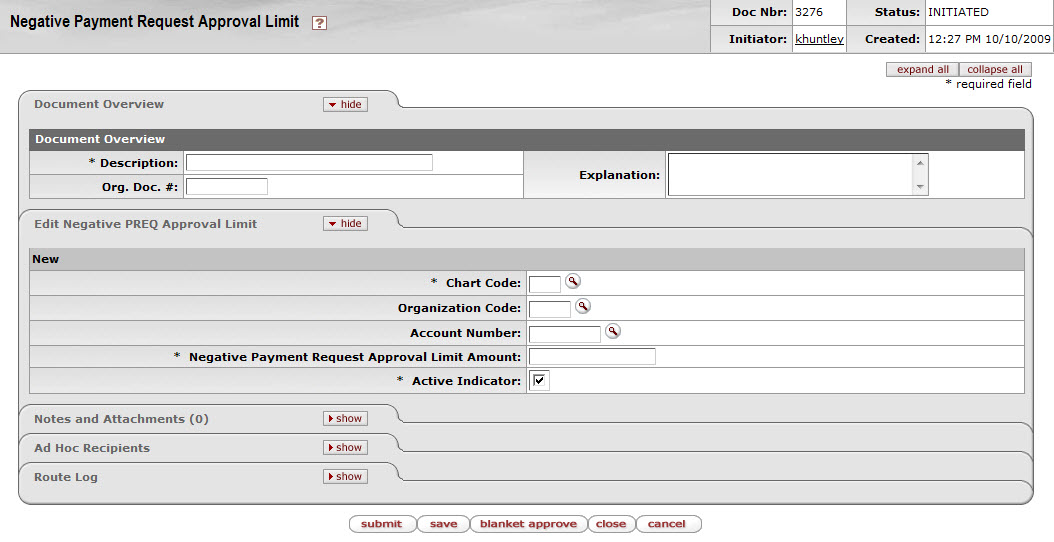 Negative Payment Request Approval Limit ?
Doc Nbr: 3276 Status: INITIATED
Initiator: khuntley Created: 12:27 PM 10/10/2009
expand all collapse all
* required field
Document Overview hide
Document Overview
* Description:
Org. Doc. #:
Explanation:
Edit Negative PREQ Approval Limit hide
New
* Chart Code:
Organization Code:
Account Number:
* Negative Payment Request Approval Limit Amount:
* Active Indicator:
Notes and Attachments (0) show
Ad Hoc Recipients show
Route Log show
submit save blanket approve close cancel